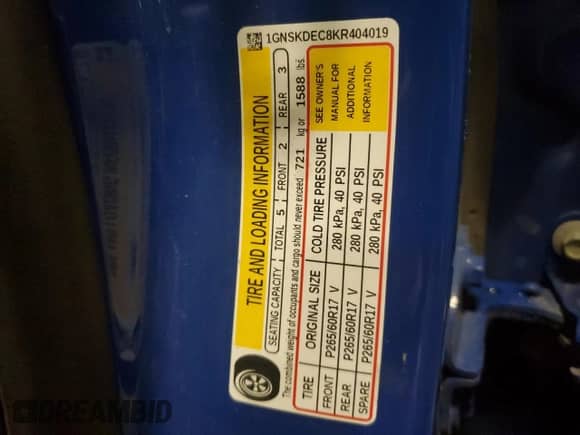 1GNSKDEC8KR404019
TIRE AND LOADING INFORMATION
SEATING CAPACITY TOTAL 5 FRONT 2 REAR 3
The combined weight of occupants and cargo should never exceed 721 kg or 1588 lbs
TIRE ORIGINAL SIZE COLD TIRE PRESSURE SEE OWNER'S
FRONT P265/60R17 V 280 kPa, 40 PSI MANUAL FOR
REAR P265/60R17 V 280 kPa, 40 PSI ADDITIONAL
SPARE P265/60R17 V 280 kPa, 40 PSI INFORMATION
DREAMBID